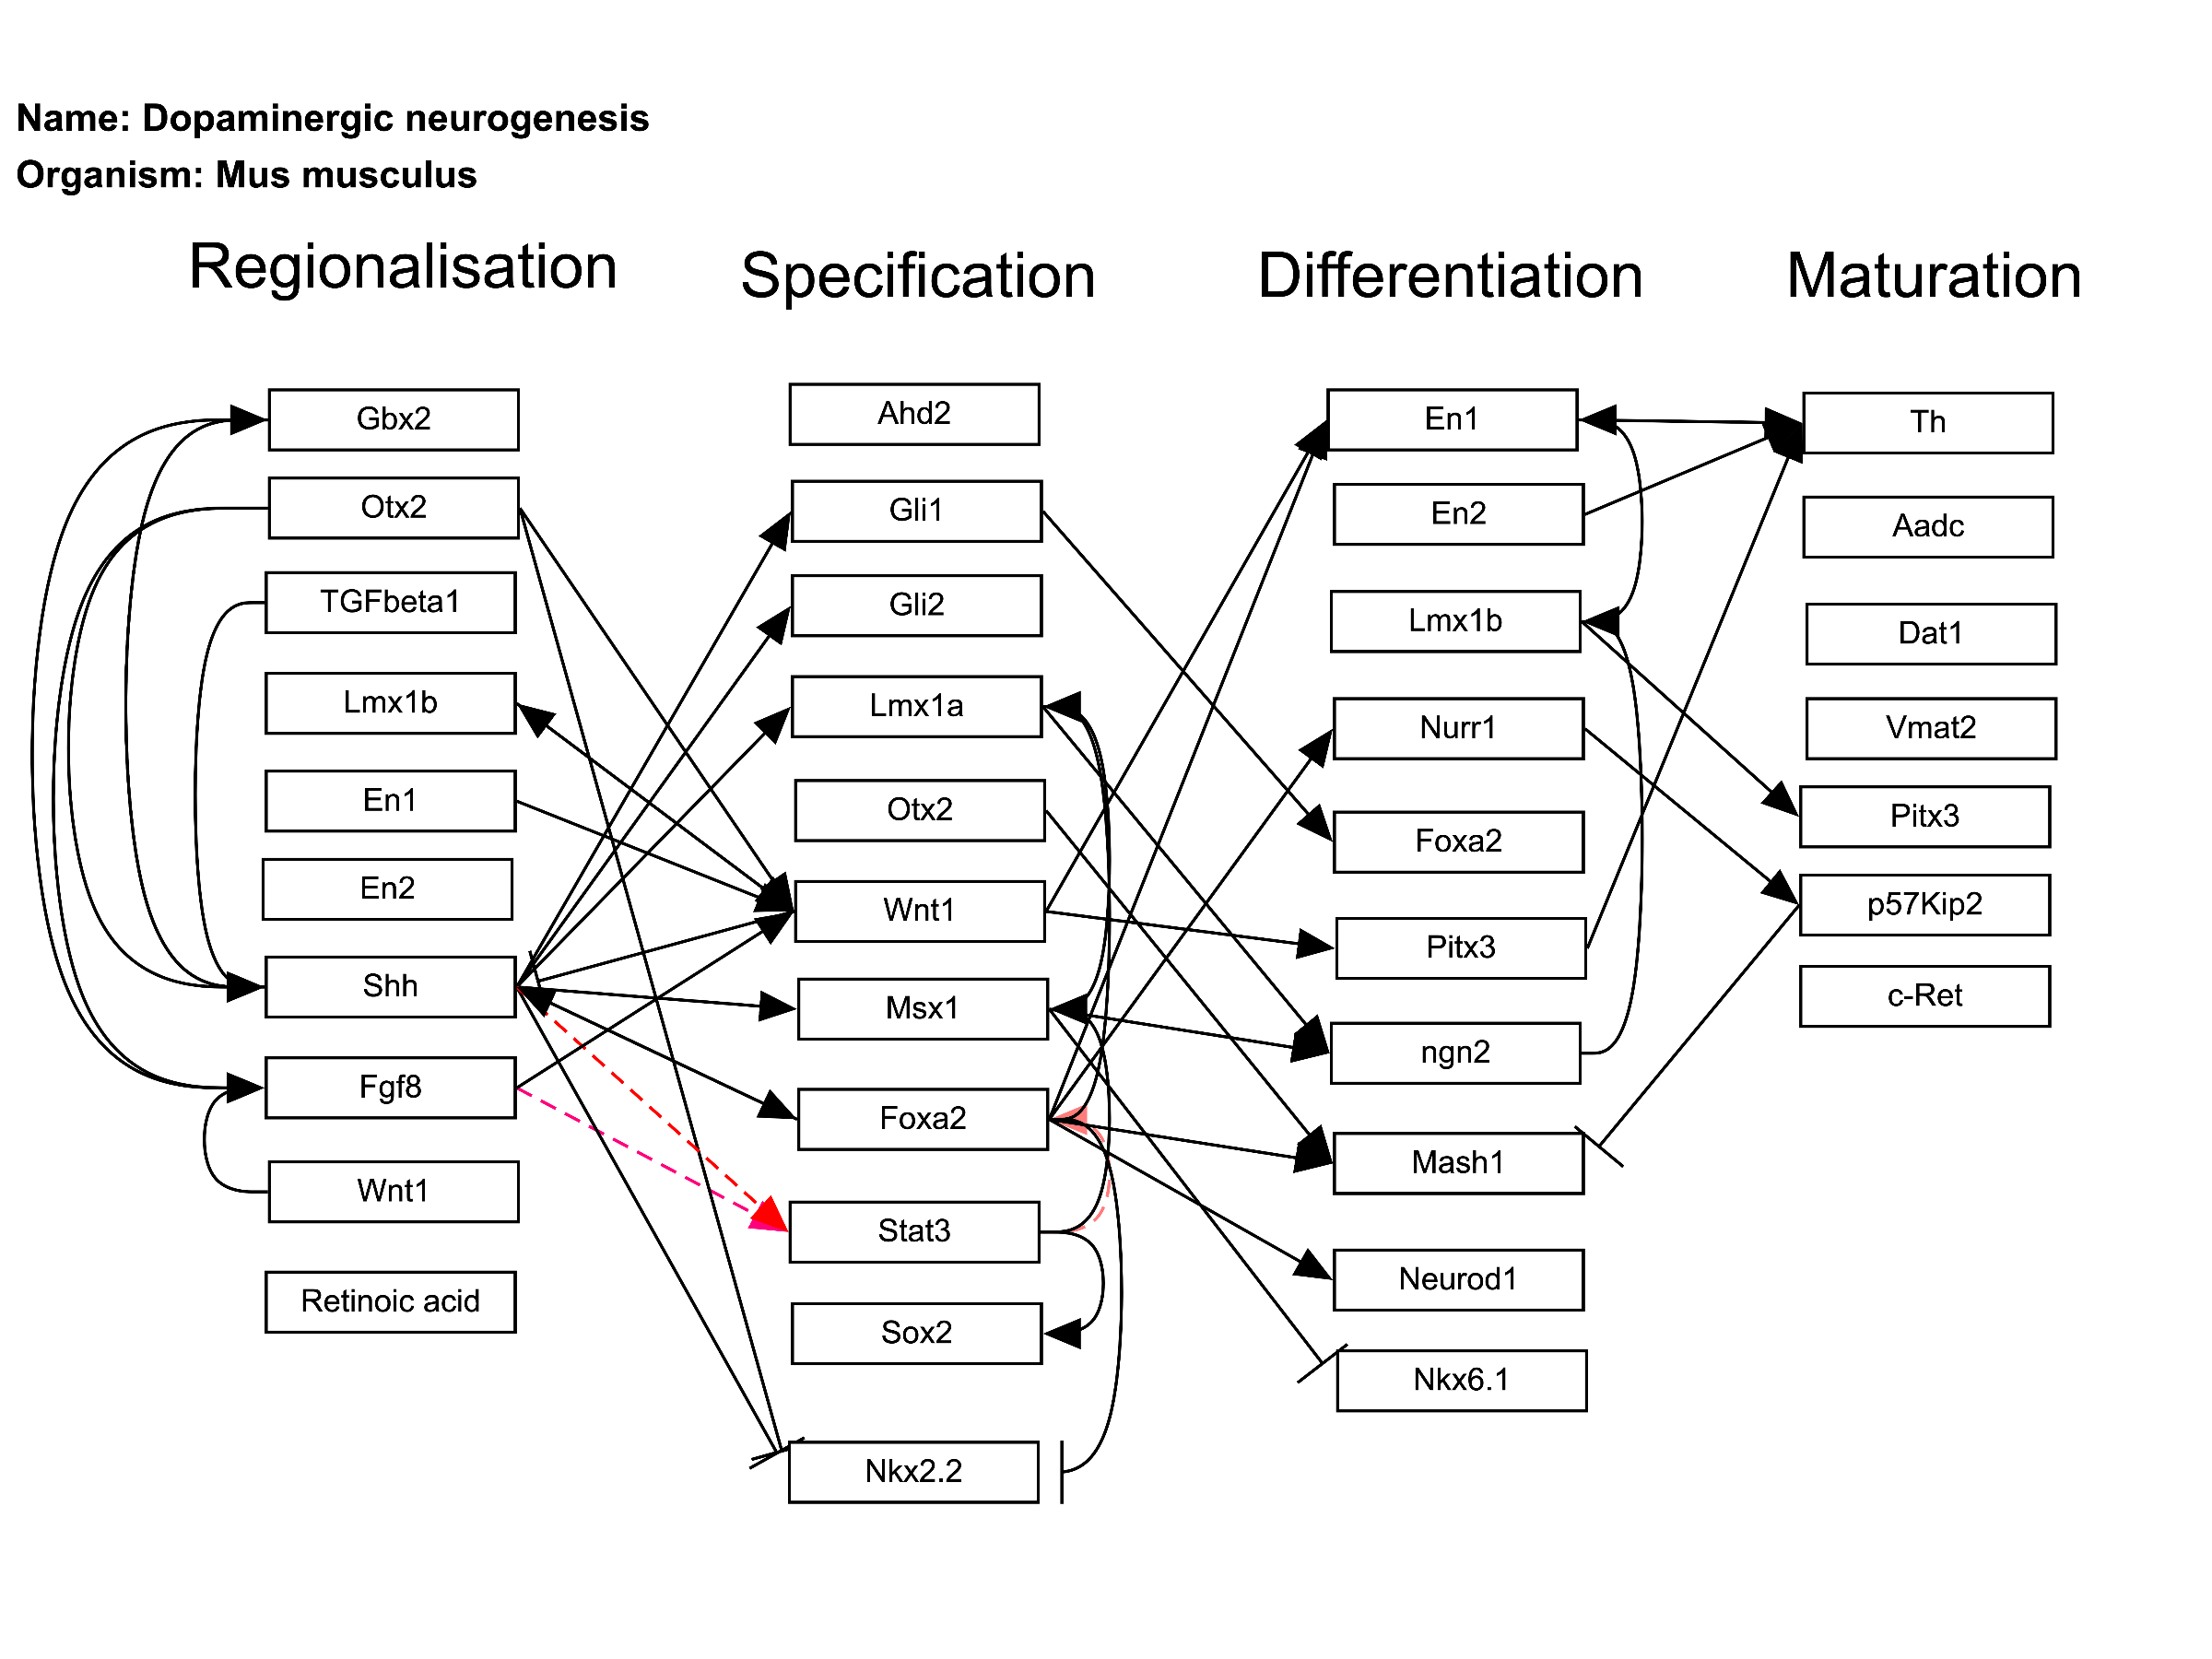 Name: Dopaminergic neurogenesis
Organism: Mus musculus
Regionalisation
Specification
Differentiation
Maturation
Gbx2
Otx2
TGFbeta1
Lmx1b
En1
En2
Shh
Fgf8
Wnt1
Retinoic acid
Ahd2
Gli1
Gli2
Lmx1a
Otx2
Wnt1
Msx1
Foxa2
Stat3
Sox2
Nkx2.2
En1
En2
Lmx1b
Nurr1
Foxa2
Pitx3
ngn2
Mash1
Neurod1
Nkx6.1
Th
Aadc
Dat1
Vmat2
Pitx3
p57Kip2
c-Ret